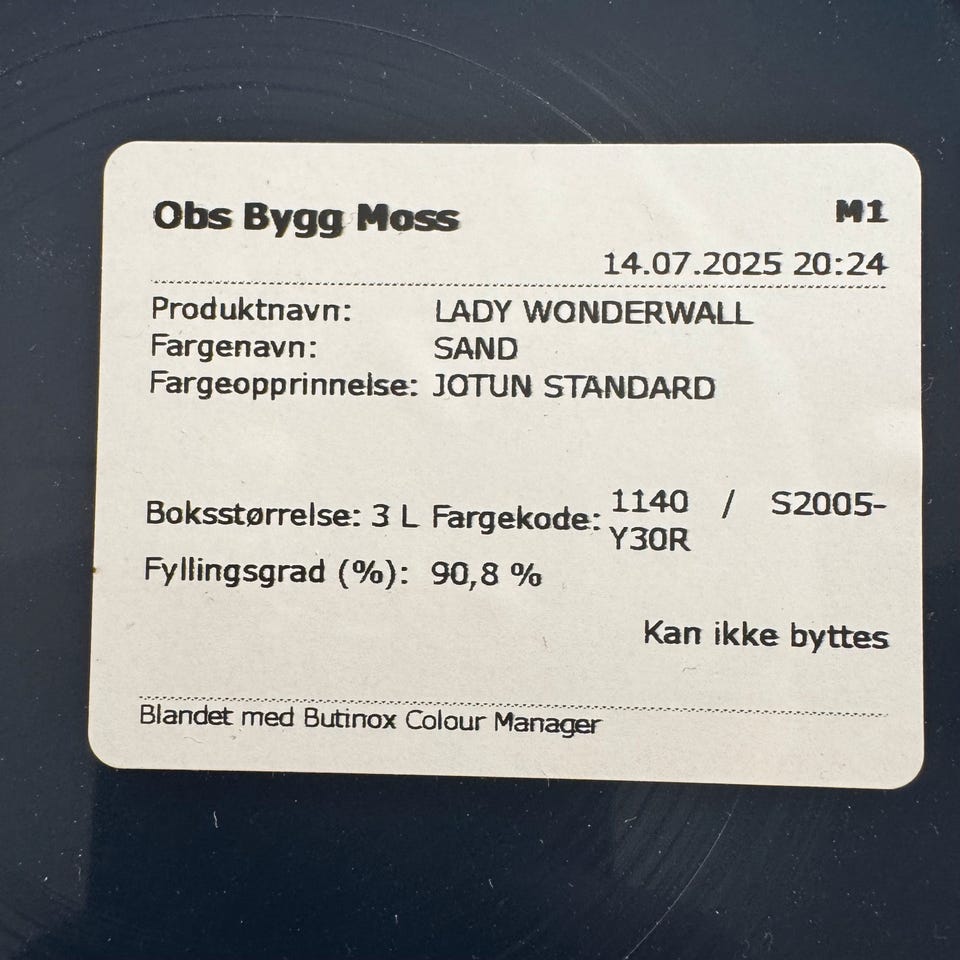 Obs Bygg Moss M1
14.07.2025 20:24
Produktnavn: LADY WONDERWALL
Fargenavn: SAND
Fargeopprinnelse: JOTUN STANDARD
Boksstørrelse: 3 L Fargekode: 1140 / S2005-
Y30R
Fyllingsgrad (%): 90,8 %
Kan ikke byttes
Blandet med Butinox Colour Manager